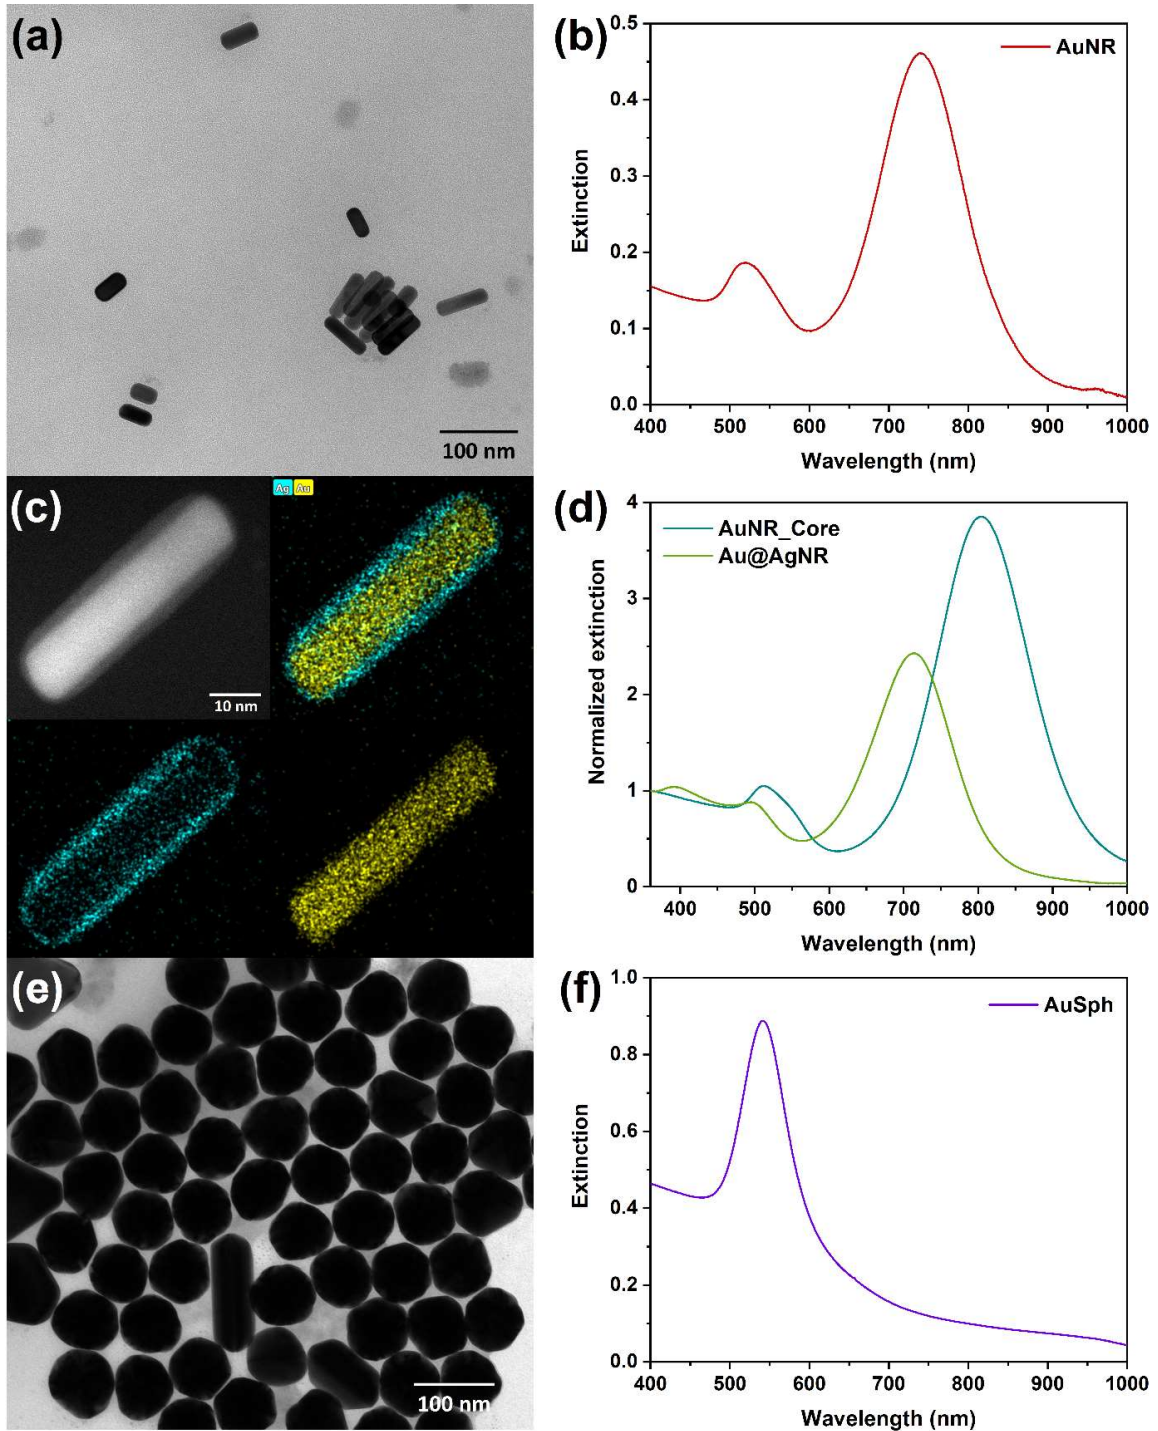 (a)
100 nm
(b)
AuNR
0.5
0.4
0.3
0.2
0.1
0.0
Extinction
400 500 600 700 800 900 1000
Wavelength (nm)
(c)
Ag Au
10 nm
(d)
AuNR_Core
Au@AgNR
4
3
2
1
0
Normalized extinction
400 500 600 700 800 900 1000
Wavelength (nm)
(e)
100 nm
(f)
AuSph
1.0
0.8
0.6
0.4
0.2
0.0
Extinction
400 500 600 700 800 900 1000
Wavelength (nm)